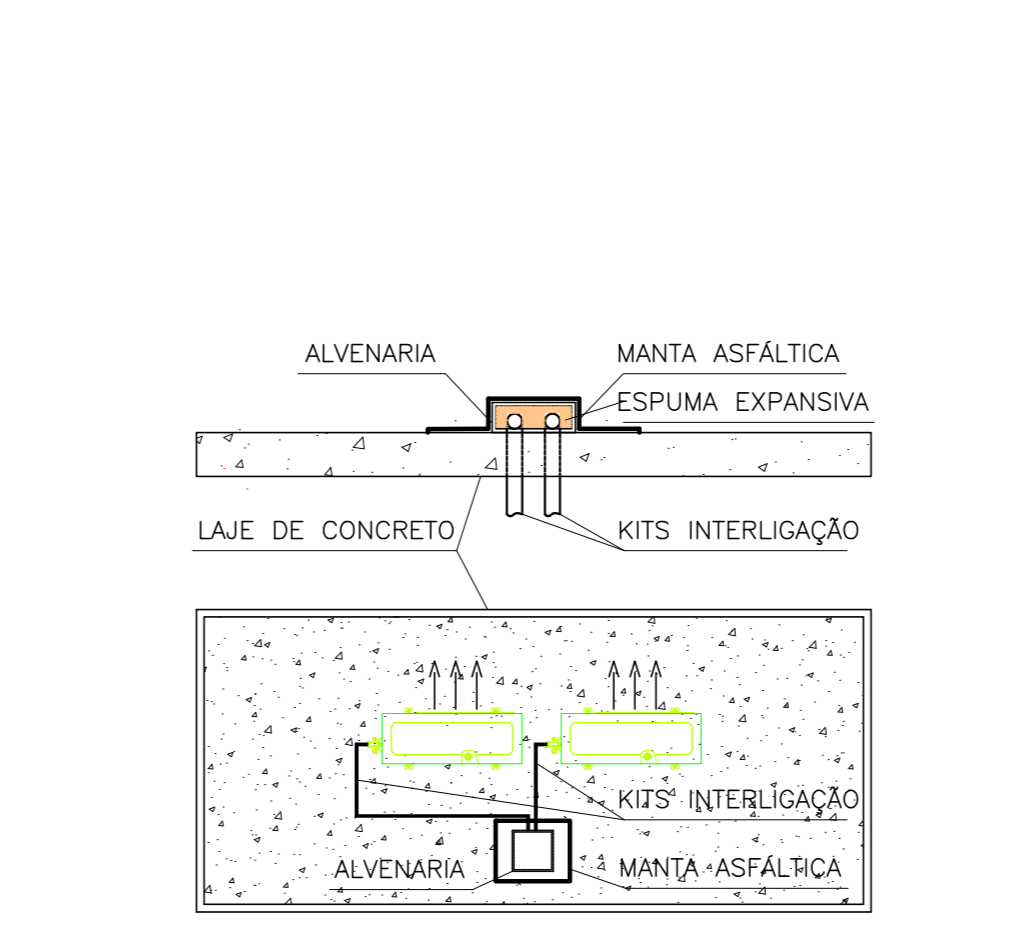 ALVENARIA
MANTA ASFÁLTICA
ESPUMA EXPANSIVA
LAJE DE CONCRETO
KITS INTERLIGAÇÃO
KITS INTERLIGAÇÃO
ALVENARIA
MANTA ASFÁLTICA